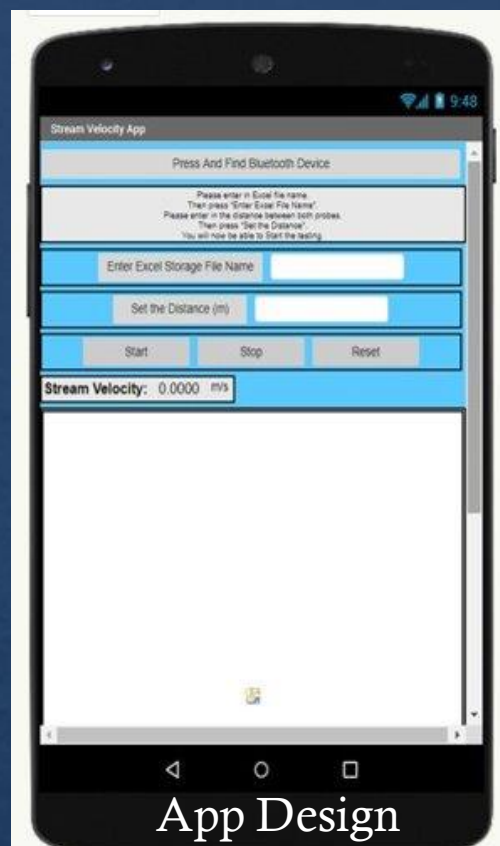 9:48
Stream Velocity App
Press And Find Bluetooth Device
Please enter in Excel file name.
Then press "Enter Excel File Name".
Please enter in the distance between both probes.
Then press "Set the Distance".
You will now be able to Start the testing.
Enter Excel Storage File Name
Set the Distance (m)
Start Stop Reset
Stream Velocity: 0.0000 m/s
App Design